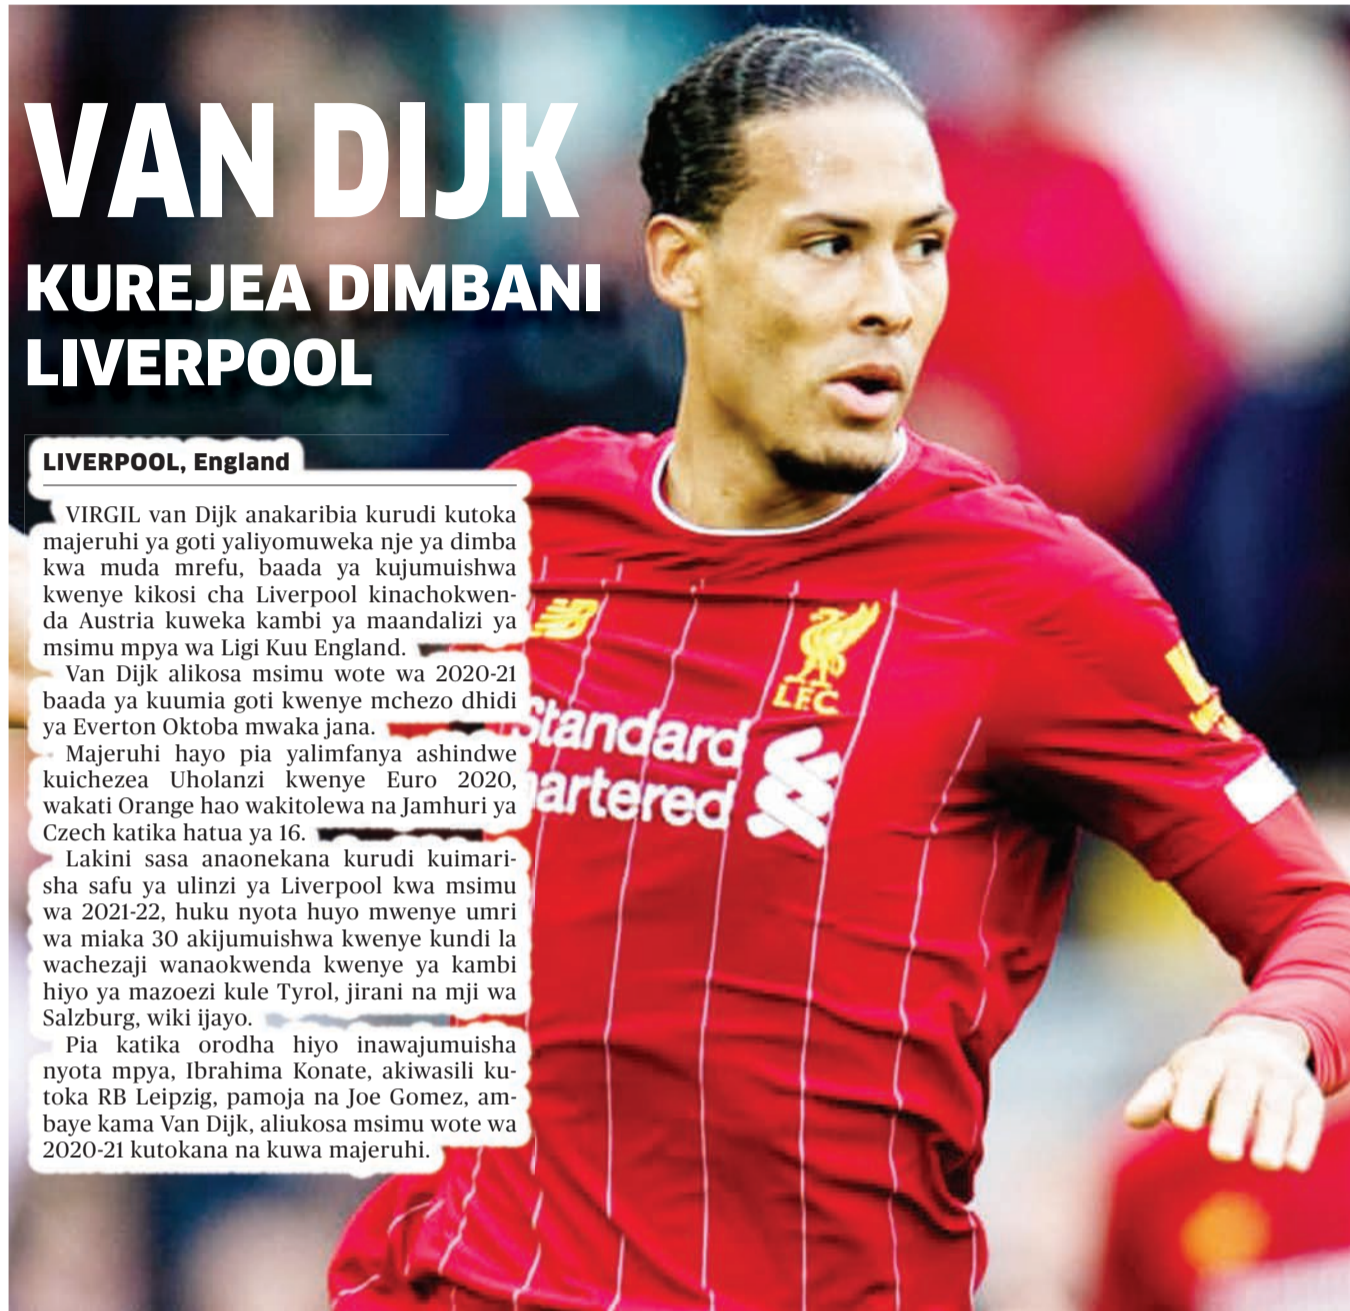 VAN DIJK
KUREJEA DIMBANI
LIVERPOOL
LIVERPOOL, England
VIRGIL van Dijk anakaribia kurudi kutoka
majeruhi ya goti yaliyomuweka nje ya dimba
kwa muda mrefu, baada ya kujumuishwa
kwenye kikosi cha Liverpool kinachokwen-
da Austria kuweka kambi ya maandalizi ya
msimu mpya wa Ligi Kuu England.
Van Dijk alikosa msimu wote wa 2020-21
baada ya kuumia goti kwenye mchezo dhidi
ya Everton Oktoba mwaka jana.
Majeruhi hayo pia yalimfanya ashindwe
kuichezea Uholanzi kwenye Euro 2020,
wakati Orange hao wakitolewa na Jamhuri ya
Czech katika hatua ya 16.
Lakini sasa anaonekana kurudi kuimari-
sha safu ya ulinzi ya Liverpool kwa msimu
wa 2021-22, huku nyota huyo mwenye umri
wa miaka 30 akijumuishwa kwenye kundi la
wachezaji wanaokwenda kwenye ya kambi
hiyo ya mazoezi kule Tyrol, jirani na mji wa
Salzburg, wiki ijayo.
Pia katika orodha hiyo inawajumuisha
nyota mpya, Ibrahima Konate, akiwasili ku-
toka RB Leipzig, pamoja na Joe Gomez, am-
baye kama Van Dijk, aliukosa msimu wote wa
2020-21 kutokana na kuwa majeruhi.
L.F.C
Standard
artered